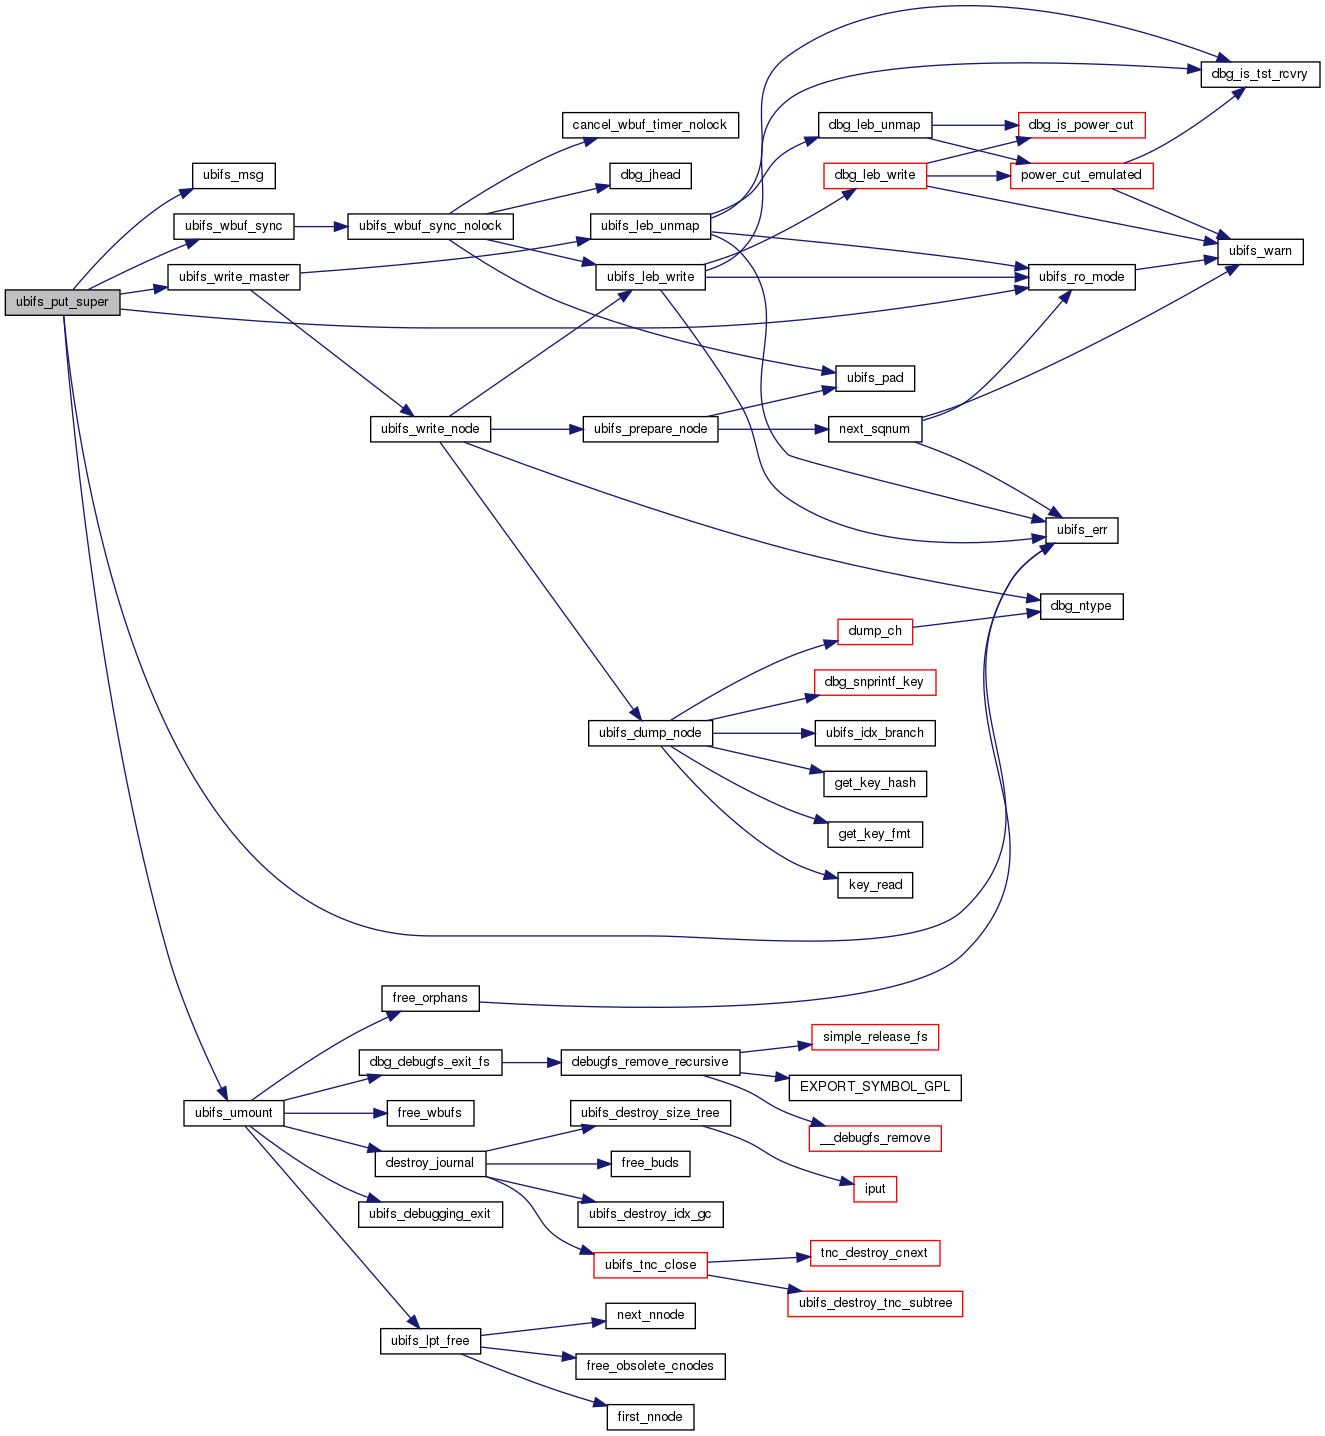 dbg_is_tst_rcvry
cancel_wbuf_timer_nolock
dbg_leb_unmap
dbg_is_power_cut
ubifs_msg
dbg_jhead
dbg_leb_write
power_cut_emulated
ubifs_wbuf_sync
ubifs_wbuf_sync_nolock
ubifs_leb_unmap
ubifs_warn
ubifs_write_master
ubifs_leb_write
ubifs_ro_mode
ubifs_put_super
ubifs_pad
ubifs_write_node
ubifs_prepare_node
next_sqnum
ubifs_err
dbg_ntype
dump_ch
dbg_snprintf_key
ubifs_dump_node
ubifs_idx_branch
get_key_hash
get_key_fmt
key_read
free_orphans
simple_release_fs
dbg_debugfs_exit_fs
debugfs_remove_recursive
EXPORT_SYMBOL_GPL
ubifs_umount
free_wbufs
ubifs_destroy_size_tree
__debugfs_remove
destroy_journal
free_buds
iput
ubifs_debugging_exit
ubifs_destroy_idx_gc
tnc_destroy_cnext
ubifs_tnc_close
ubifs_destroy_tnc_subtree
next_nnode
ubifs_lpt_free
free_obsolete_cnodes
first_nnode